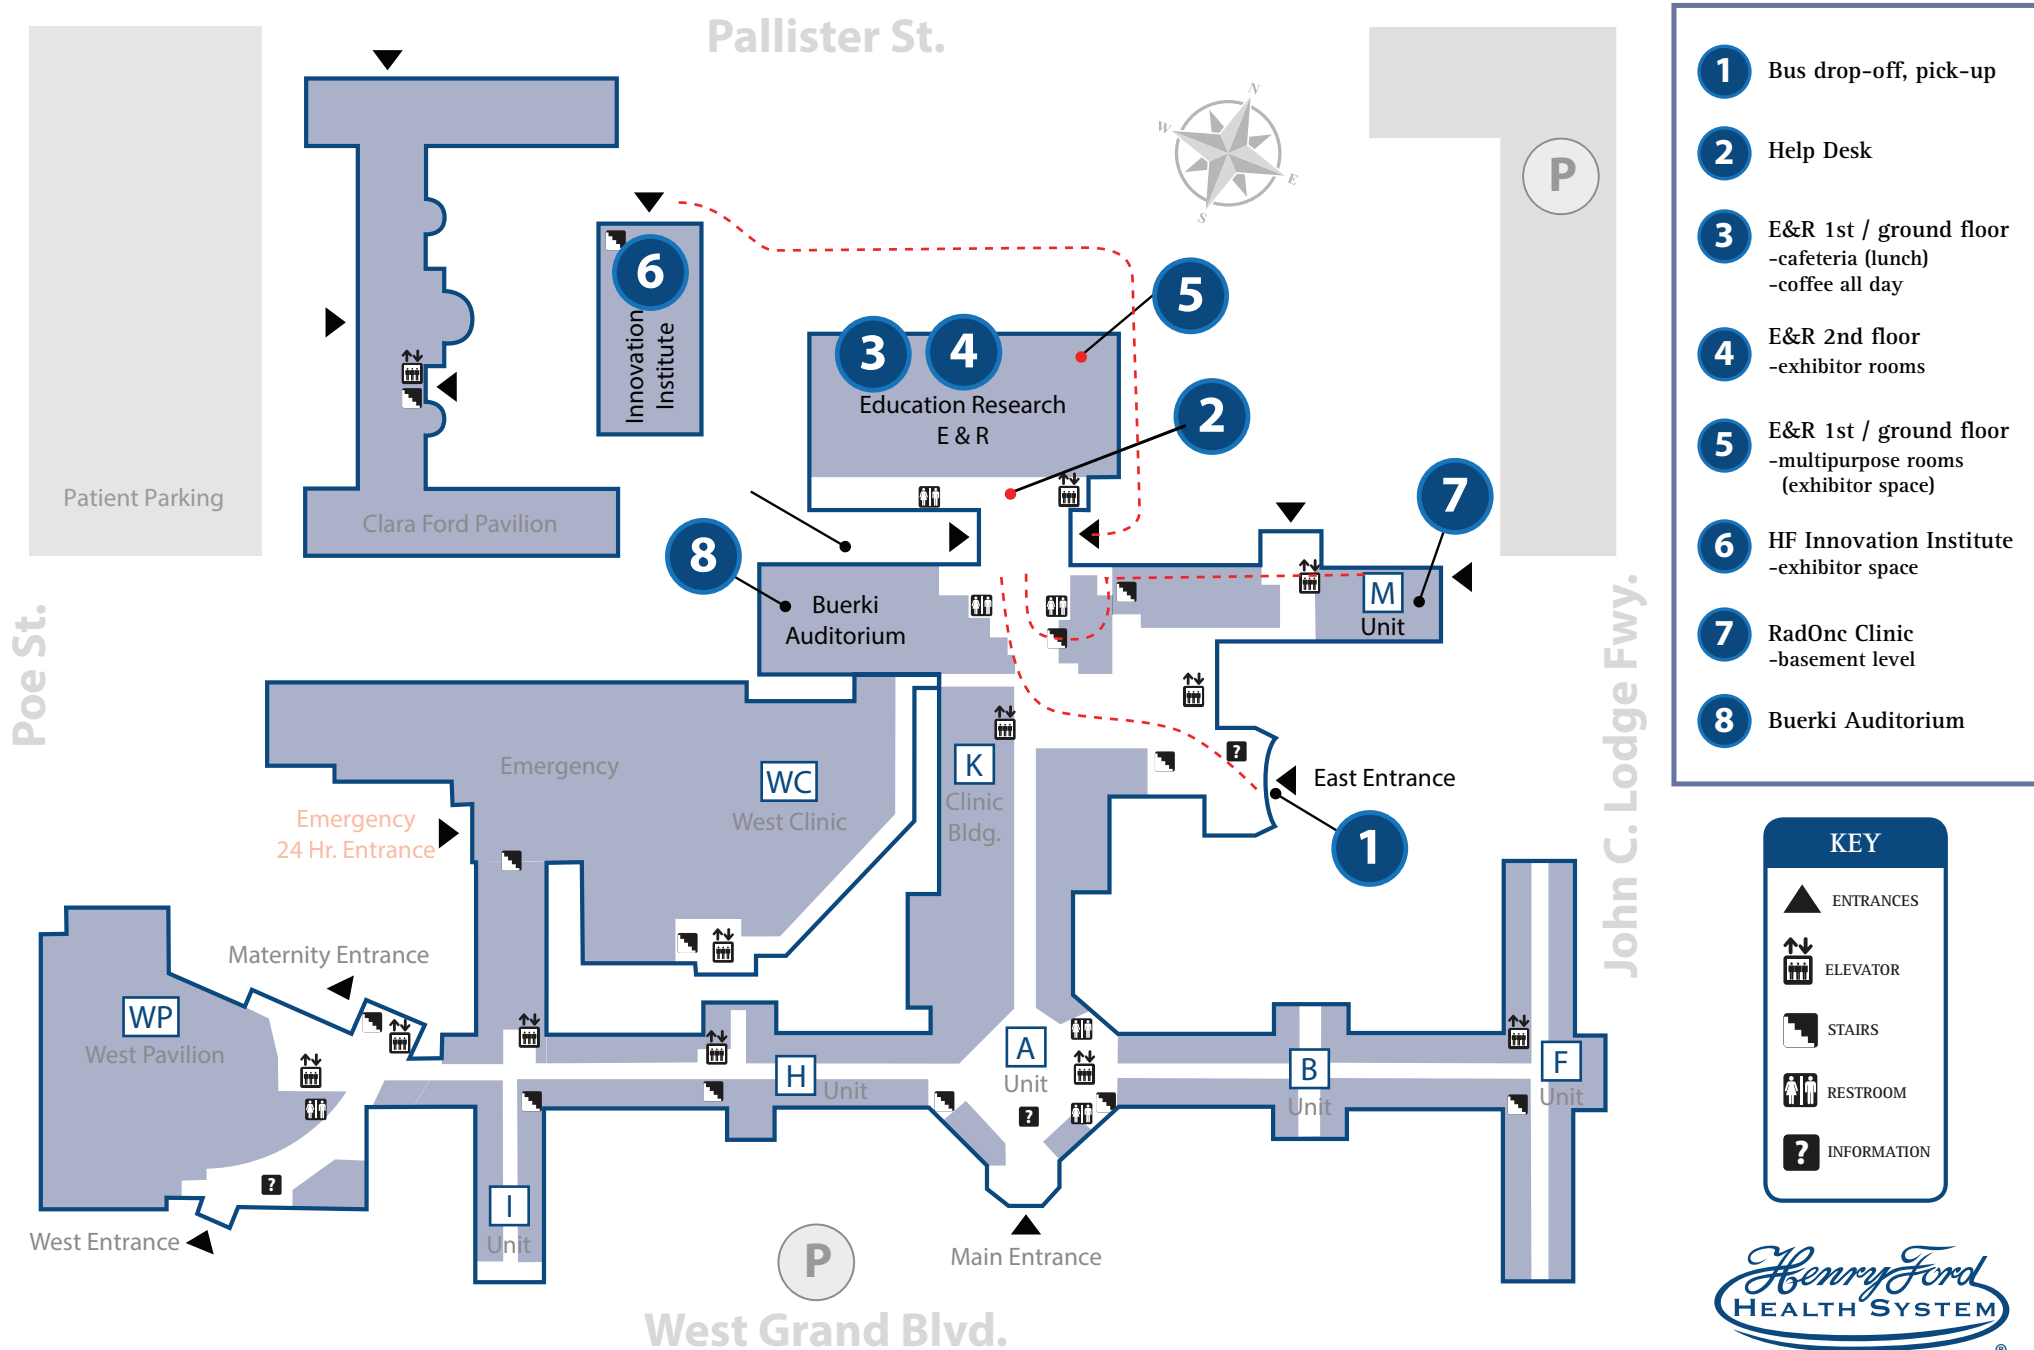 Pallister St.
N
W
E
S
P
Patient Parking
Clara Ford Pavilion
6
Innovation
Institute
3
4
5
Education Research
E & R
2
7
8
Buerki
Auditorium
M
Unit
Poe St.
John C. Lodge Fwy.
Emergency
WC
West Clinic
K
Clinic
Bldg.
?
East Entrance
1
Emergency
24 Hr. Entrance
Maternity Entrance
WP
West Pavilion
H
Unit
A
Unit
?
B
Unit
F
Unit
?
I
Unit
West Entrance
P
Main Entrance
West Grand Blvd.
1 Bus drop-off, pick-up
2 Help Desk
3 E&R 1st / ground floor
-cafeteria (lunch)
-coffee all day
4 E&R 2nd floor
-exhibitor rooms
5 E&R 1st / ground floor
-multipurpose rooms
(exhibitor space)
6 HF Innovation Institute
-exhibitor space
7 RadOnc Clinic
-basement level
8 Buerki Auditorium
KEY
ENTRANCES
ELEVATOR
STAIRS
RESTROOM
? INFORMATION
Henry Ford
HEALTH SYSTEM
®